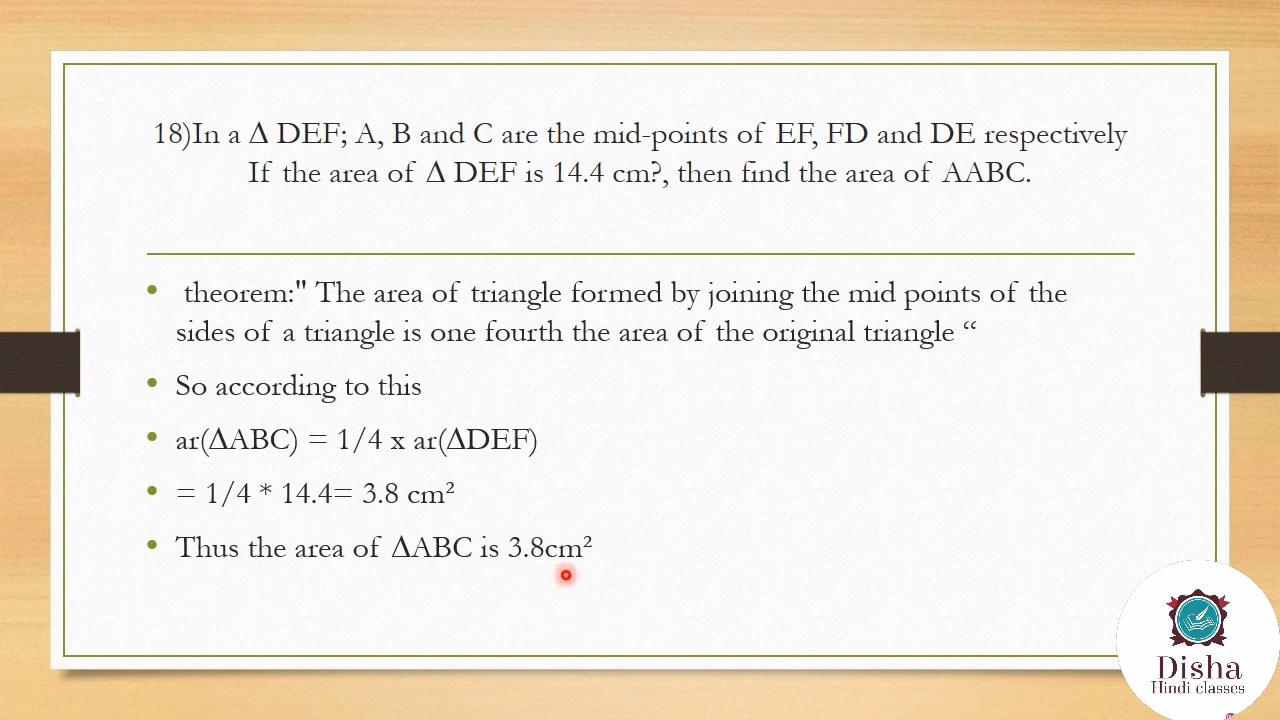 18)In a Δ DEF; A, B and C are the mid-points of EF, FD and DE respectively
If the area of Δ DEF is 14.4 cm?, then find the area of AABC.
• theorem:" The area of triangle formed by joining the mid points of the
sides of a triangle is one fourth the area of the original triangle “
• So according to this
• ar(ΔABC) = 1/4 x ar(ΔDEF)
• = 1/4 * 14.4= 3.8 cm²
• Thus the area of ΔABC is 3.8cm²
Disha
Hindi classes